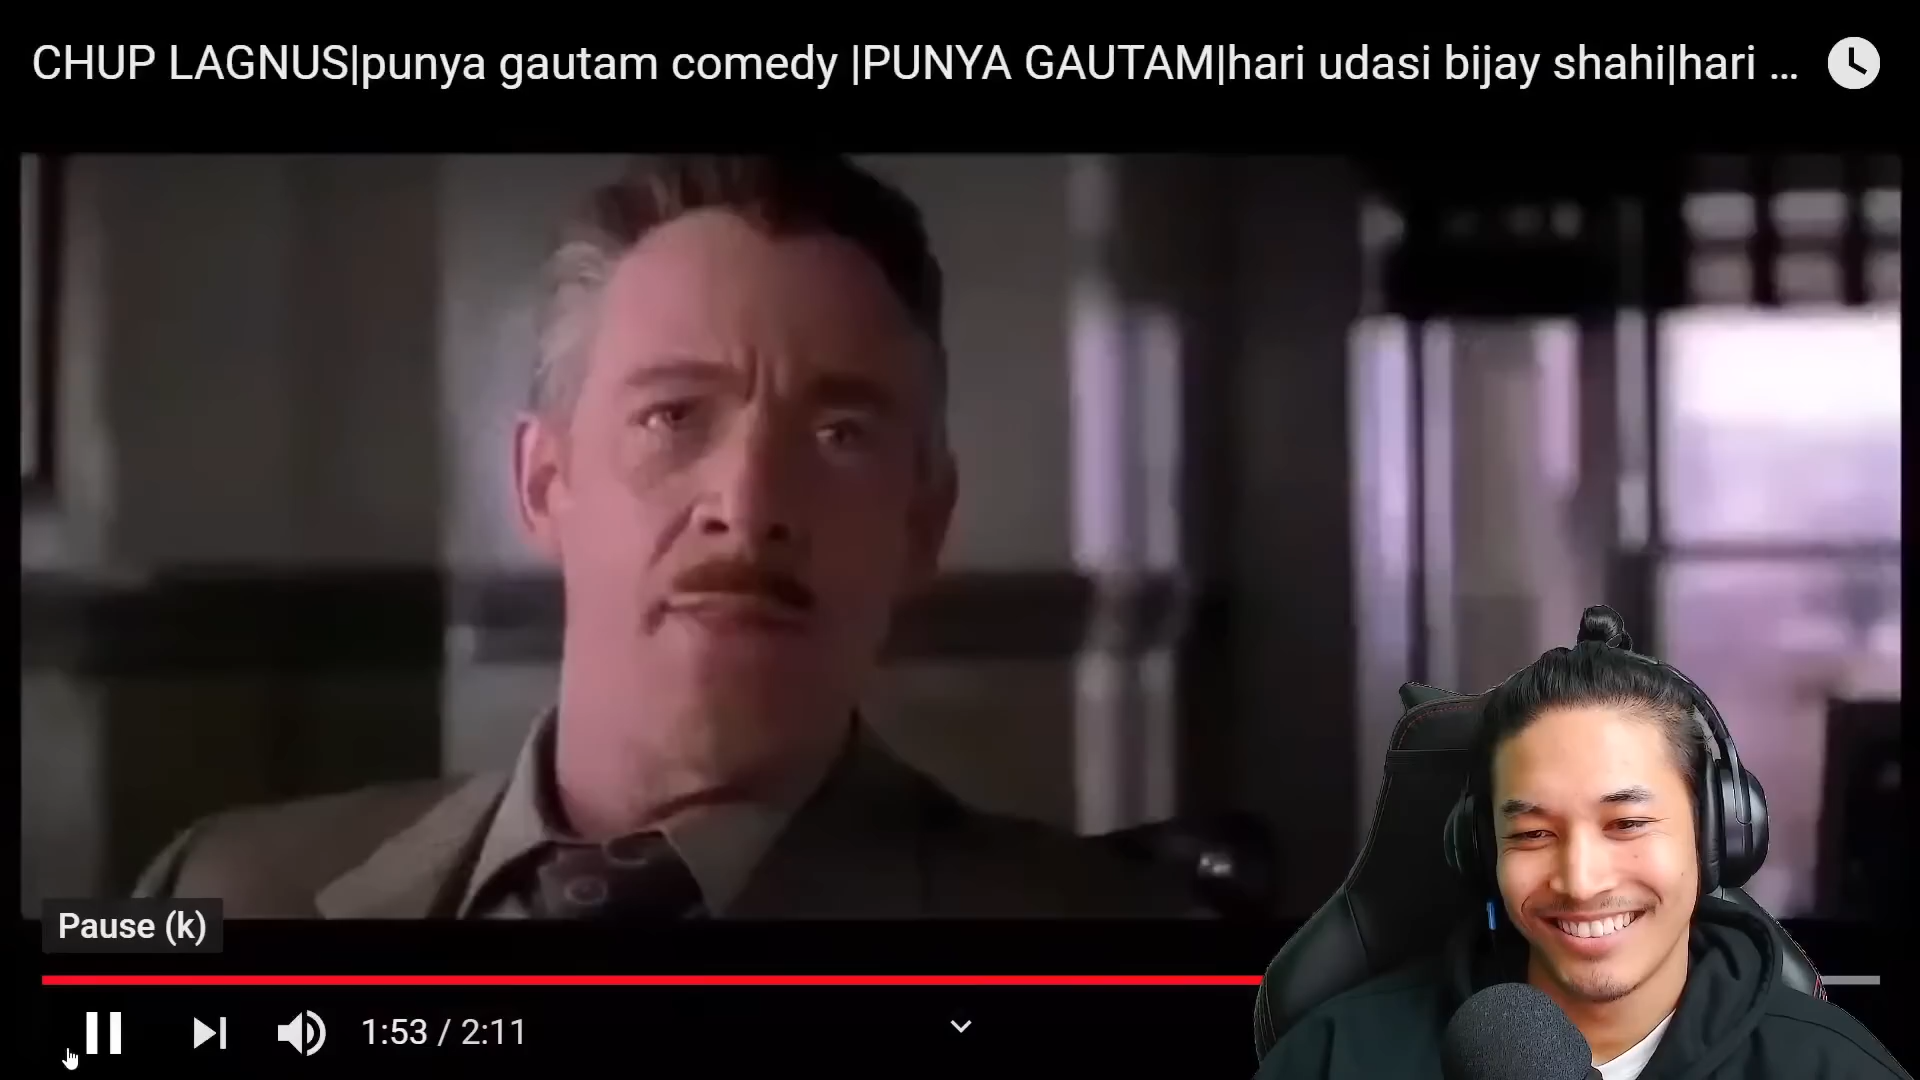 CHUP LAGNUS|punya gautam comedy |PUNYA GAUTAM|hari udasi bijay shahi|hari ...
Pause (k)
1:53 / 2:11